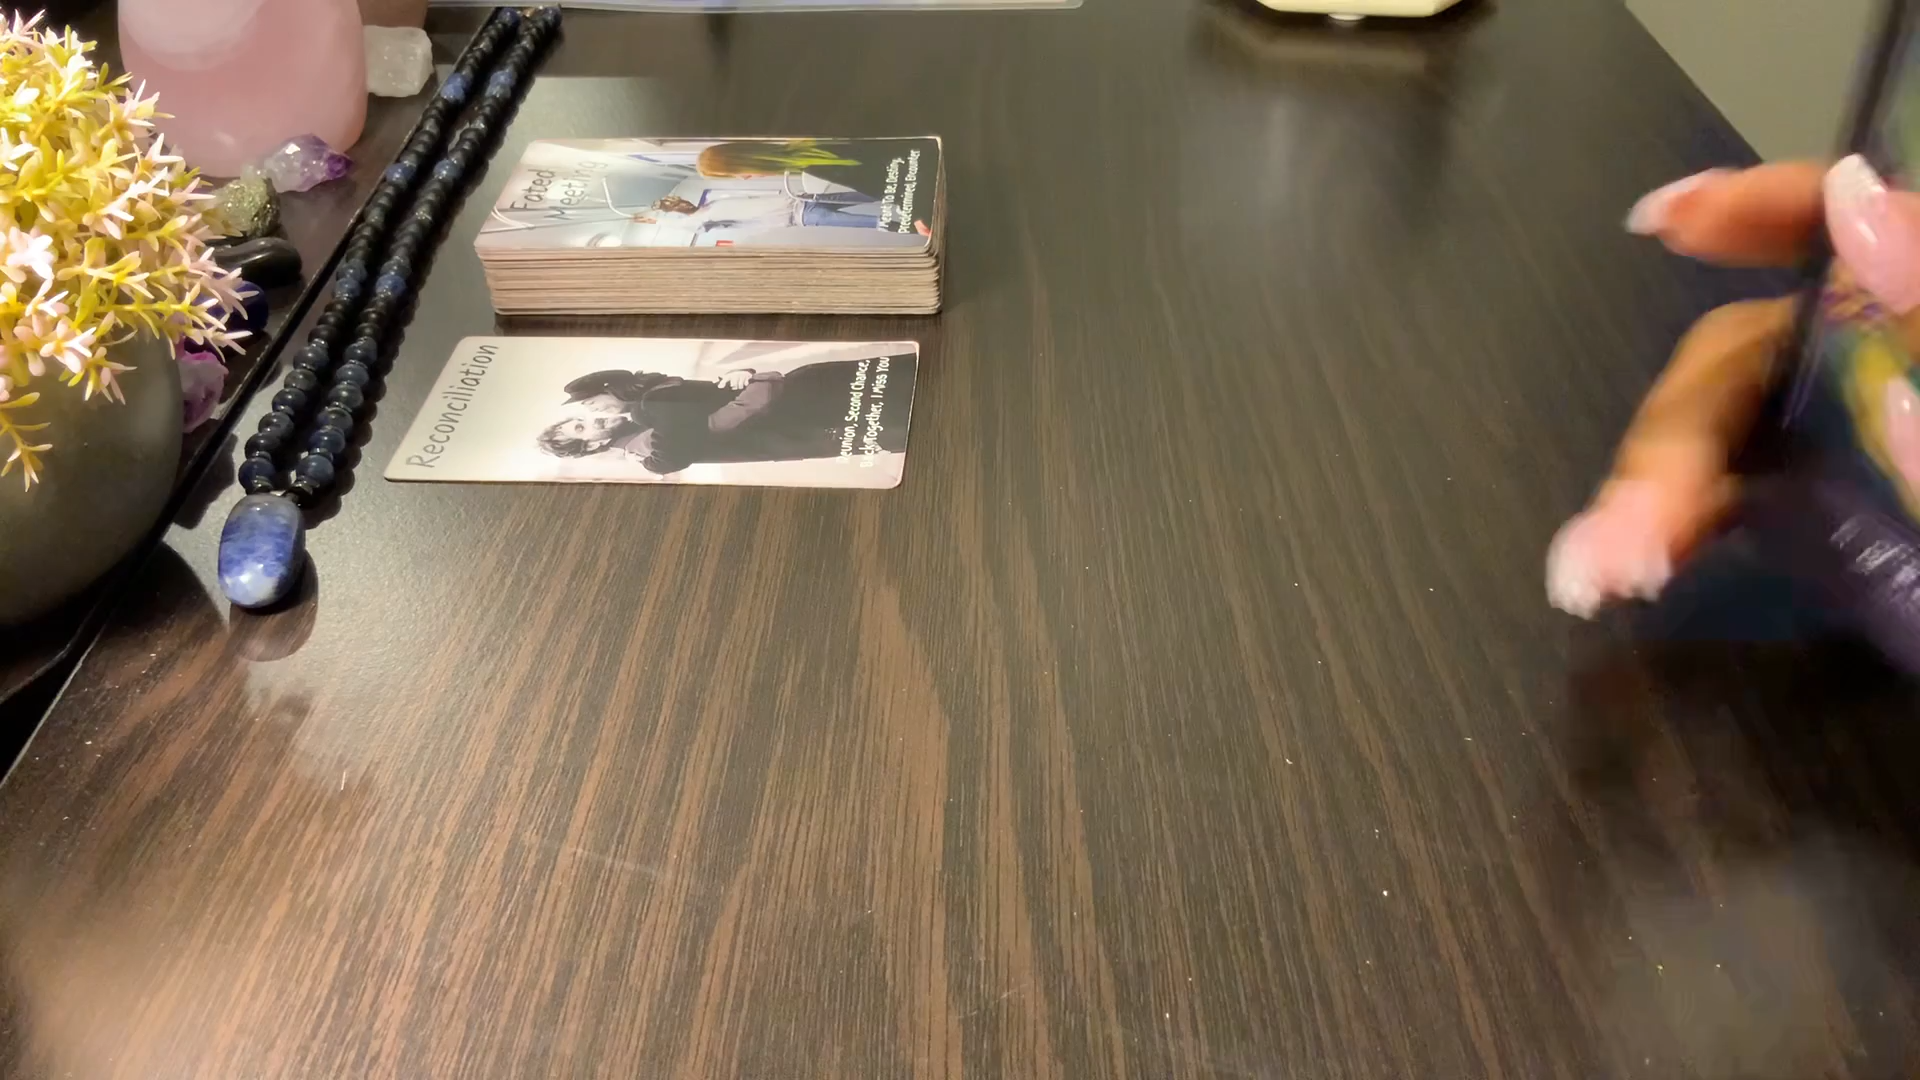 Fated
Meeting
Meant To Be, Destiny,
Predetermined, Encounter
Reconciliation
Reunion, Second Chance,
Back Together, I Miss You